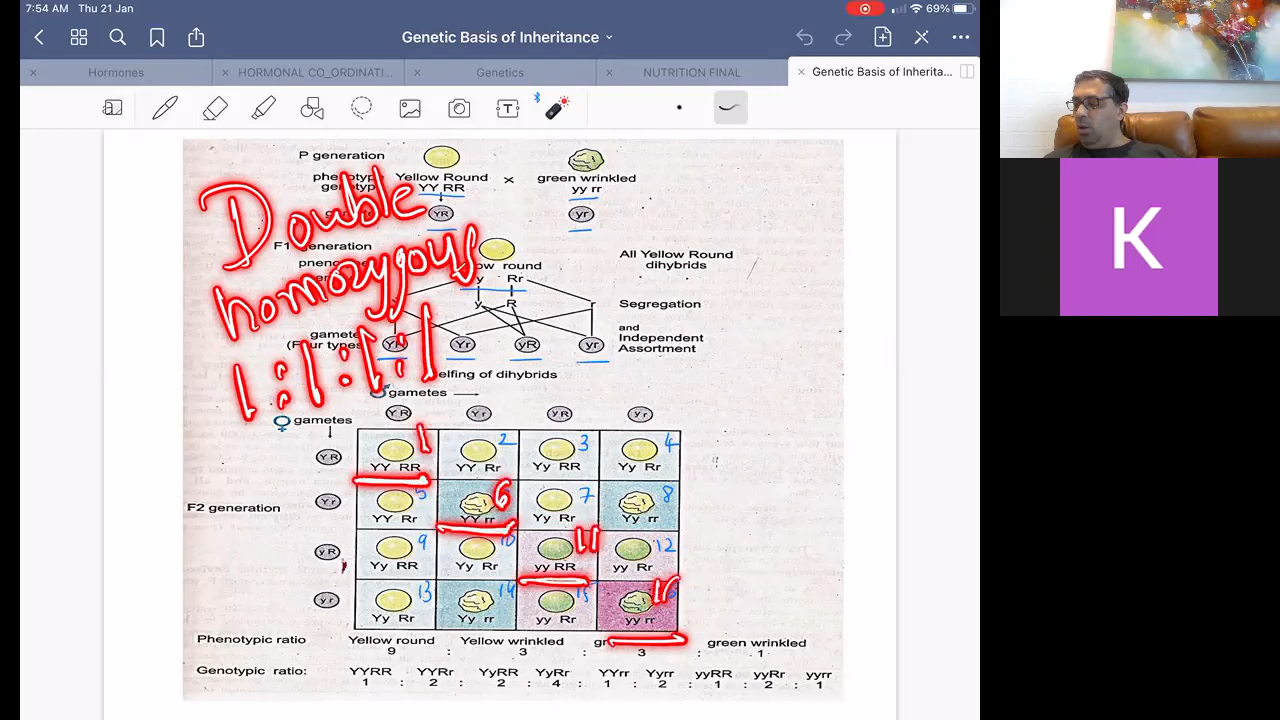 7:54 AM Thu 21 Jan
69%
Genetic Basis of Inheritance
Hormones
HORMONAL CO_ORDINATI...
Genetics
NUTRITION FINAL
Genetic Basis of Inherita...
P generation
phenotype Yellow Round × green wrinkled
YY RR yy rr
YR yr
F1 generation
round
All Yellow Round
dihybrids
Rr
y R r Segregation
and
Independent
Assortment
(Four types) YR Yr yR yr
Double
homozygous
1:1:1:1
elfing of dihybrids
♂ gametes
♀ gametes
YR Yr yR yr
YR 1 2 3 4
YY RR YY Rr Yy RR Yy Rr
F2 generation
Yr 5 6 7 8
YY Rr YY rr Yy Rr Yy rr
yR 9 10 11 12
Yy RR Yy Rr yy RR yy Rr
yr 13 14 15
Yy Rr Yy rr yy Rr yy rr
Phenotypic ratio Yellow round Yellow wrinkled green wrinkled
9 : 3 : 3 : 1
Genotypic ratio: YYRR YYRr YyRR YyRr YYrr Yyrr yyRR yyRr yyrr
1 : 2 : 2 : 4 : 1 : 2 : 1 : 2 : 1
K